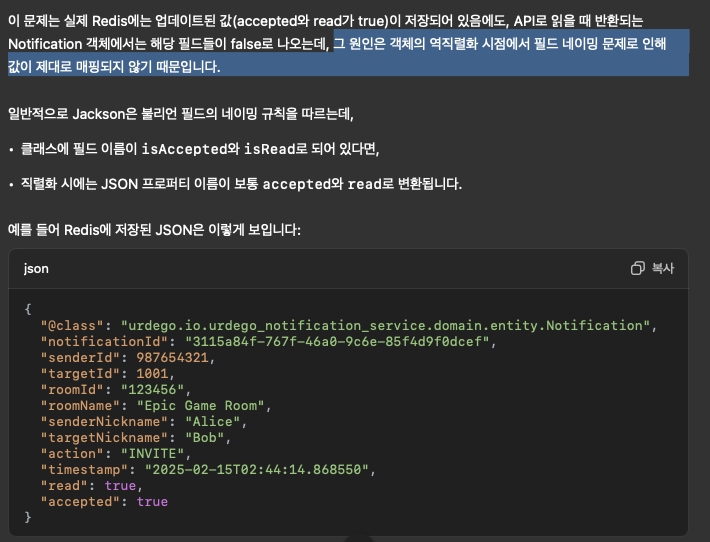 이 문제는 실제 Redis에는 업데이트된 값(accepted와 read가 true)이 저장되어 있음에도, API로 읽을 때 반환되는
Notification 객체에서는 해당 필드들이 false로 나오는데, 그 원인은 객체의 역직렬화 시점에서 필드 네이밍 문제로 인해
값이 제대로 매핑되지 않기 때문입니다.
일반적으로 Jackson은 불리언 필드의 네이밍 규칙을 따르는데,
• 클래스에 필드 이름이 isAccepted와 isRead로 되어 있다면,
• 직렬화 시에는 JSON 프로퍼티 이름이 보통 accepted와 read로 변환됩니다.
예를 들어 Redis에 저장된 JSON은 이렇게 보입니다:
json 복사
{
"@class": "urdego.io.urdego_notification_service.domain.entity.Notification",
"notificationId": "3115a84f-767f-46a0-9c6e-85f4d9f0dcef",
"senderId": 987654321,
"targetId": 1001,
"roomId": "123456",
"roomName": "Epic Game Room",
"senderNickname": "Alice",
"targetNickname": "Bob",
"action": "INVITE",
"timestamp": "2025-02-15T02:44:14.868550",
"read": true,
"accepted": true
}